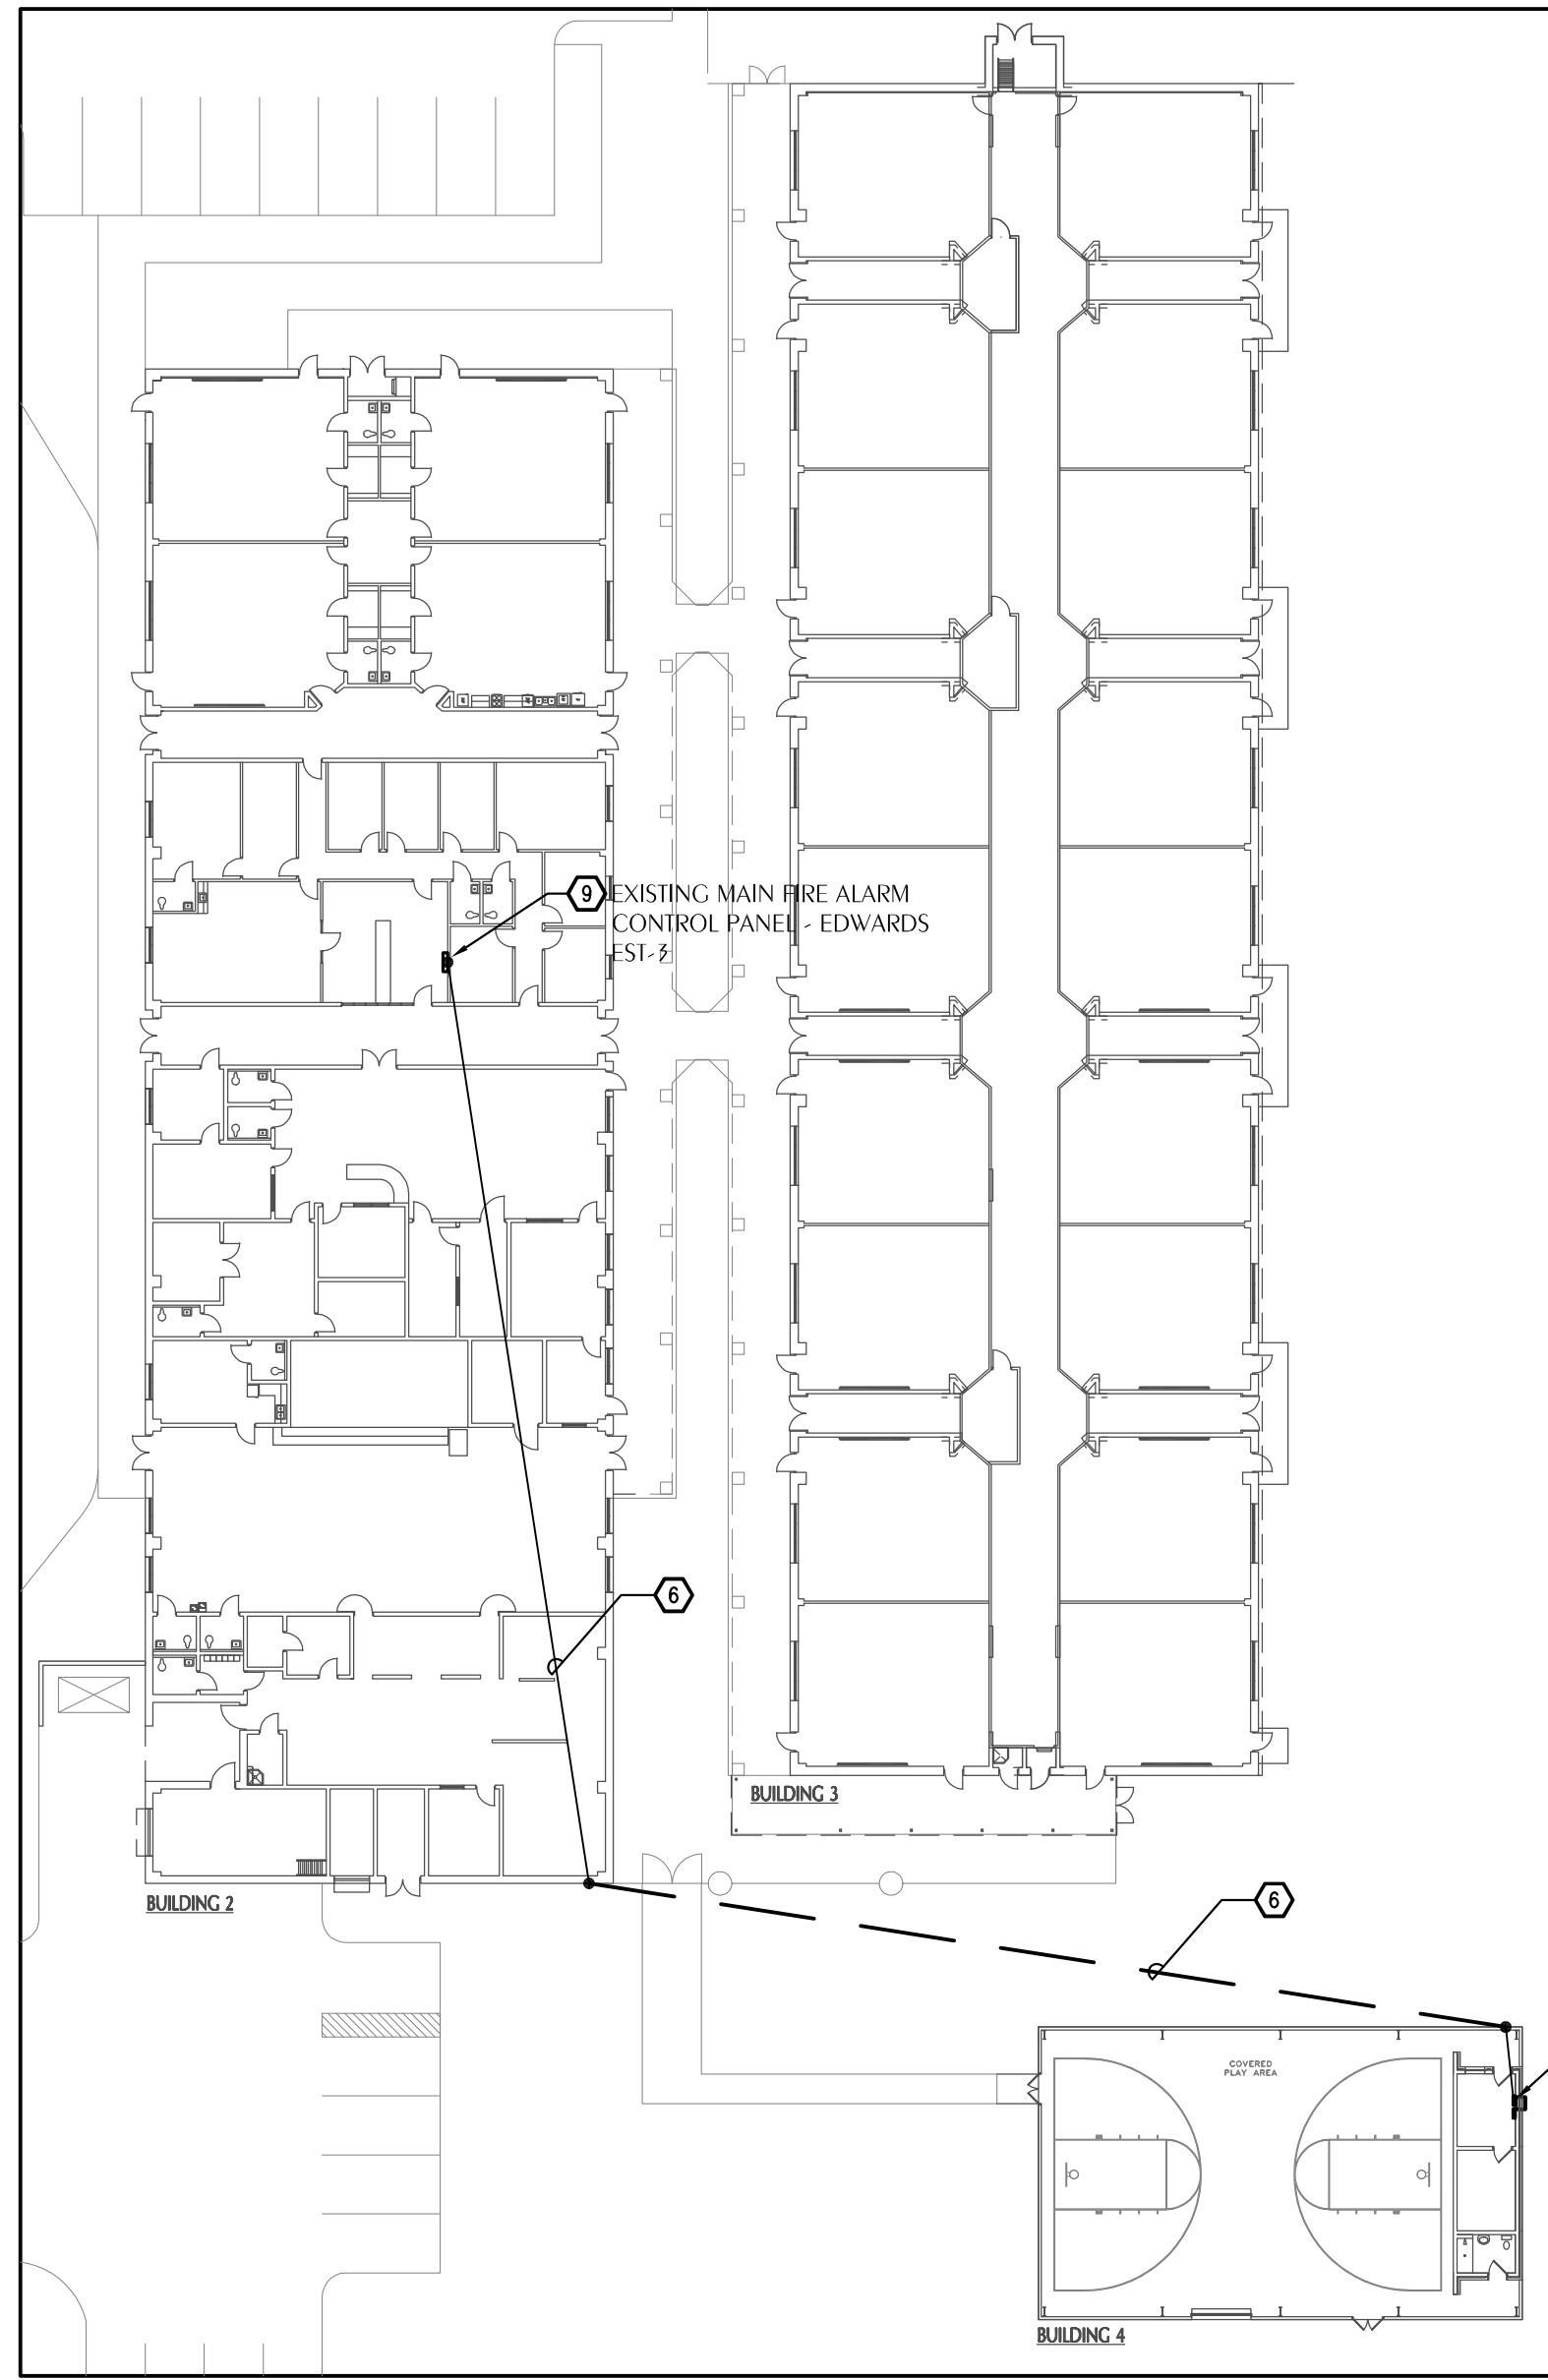 9
EXISTING MAIN FIRE ALARM
CONTROL PANEL - EDWARDS
EST-3
6
BUILDING 3
BUILDING 2
6
COVERED
PLAY AREA
BUILDING 4